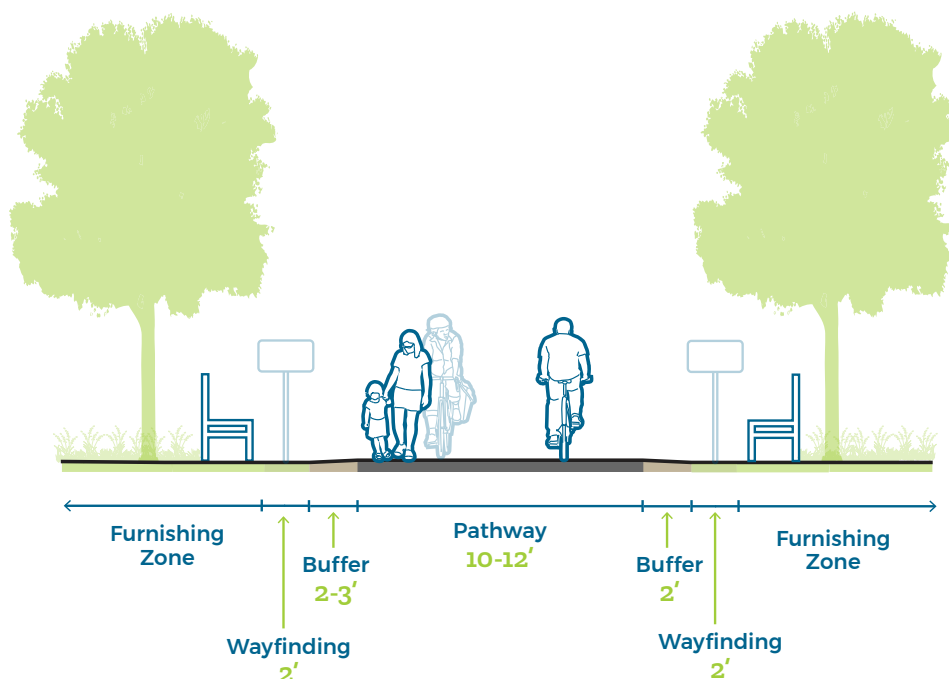 Furnishing
Zone
Wayfinding
2′
Buffer
2-3′
Pathway
10-12′
Buffer
2′
Wayfinding
2′
Furnishing
Zone